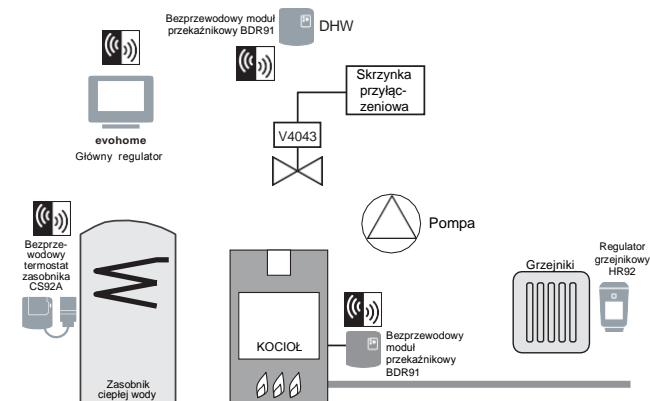 Bezprzewodowy moduł
przekaźnikowy BDR91
DHW
Skrzynka
przyłąc-
zeniowa
V4043
evohome
Główny regulator
Pompa
Bezprze-
wodowy
termostat
zasobnika
CS92A
Regulator
grzejnikowy
HR92
Grzejniki
KOCIOŁ
Bezprzewodowy
moduł
przekaźnikowy
BDR91
Zasobnik
ciepłej wody